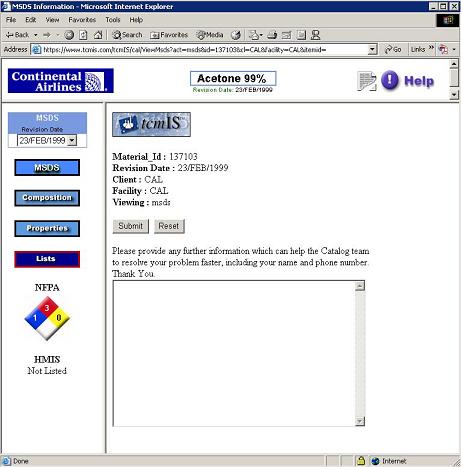 MSDS Information - Microsoft Internet Explorer
File Edit View Favorites Tools Help
Back Search Favorites Media
Address https://www.tcmis.com/tcmIS/cal/ViewMsds?act=msds&id=137103&cl=CAL&facility=CAL&itemid= Go Links »
Continental Airlines.
Acetone 99%
Revision Date: 23/FEB/1999
Help
MSDS
Revision Date
23/FEB/1999
MSDS
Composition
Properties
Lists
NFPA
3
1 0
HMIS
Not Listed
tcmIS
Material_Id : 137103
Revision Date : 23/FEB/1999
Client : CAL
Facility : CAL
Viewing : msds
Submit Reset
Please provide any further information which can help the Catalog team
to resolve your problem faster, including your name and phone number.
Thank You.
Done Internet